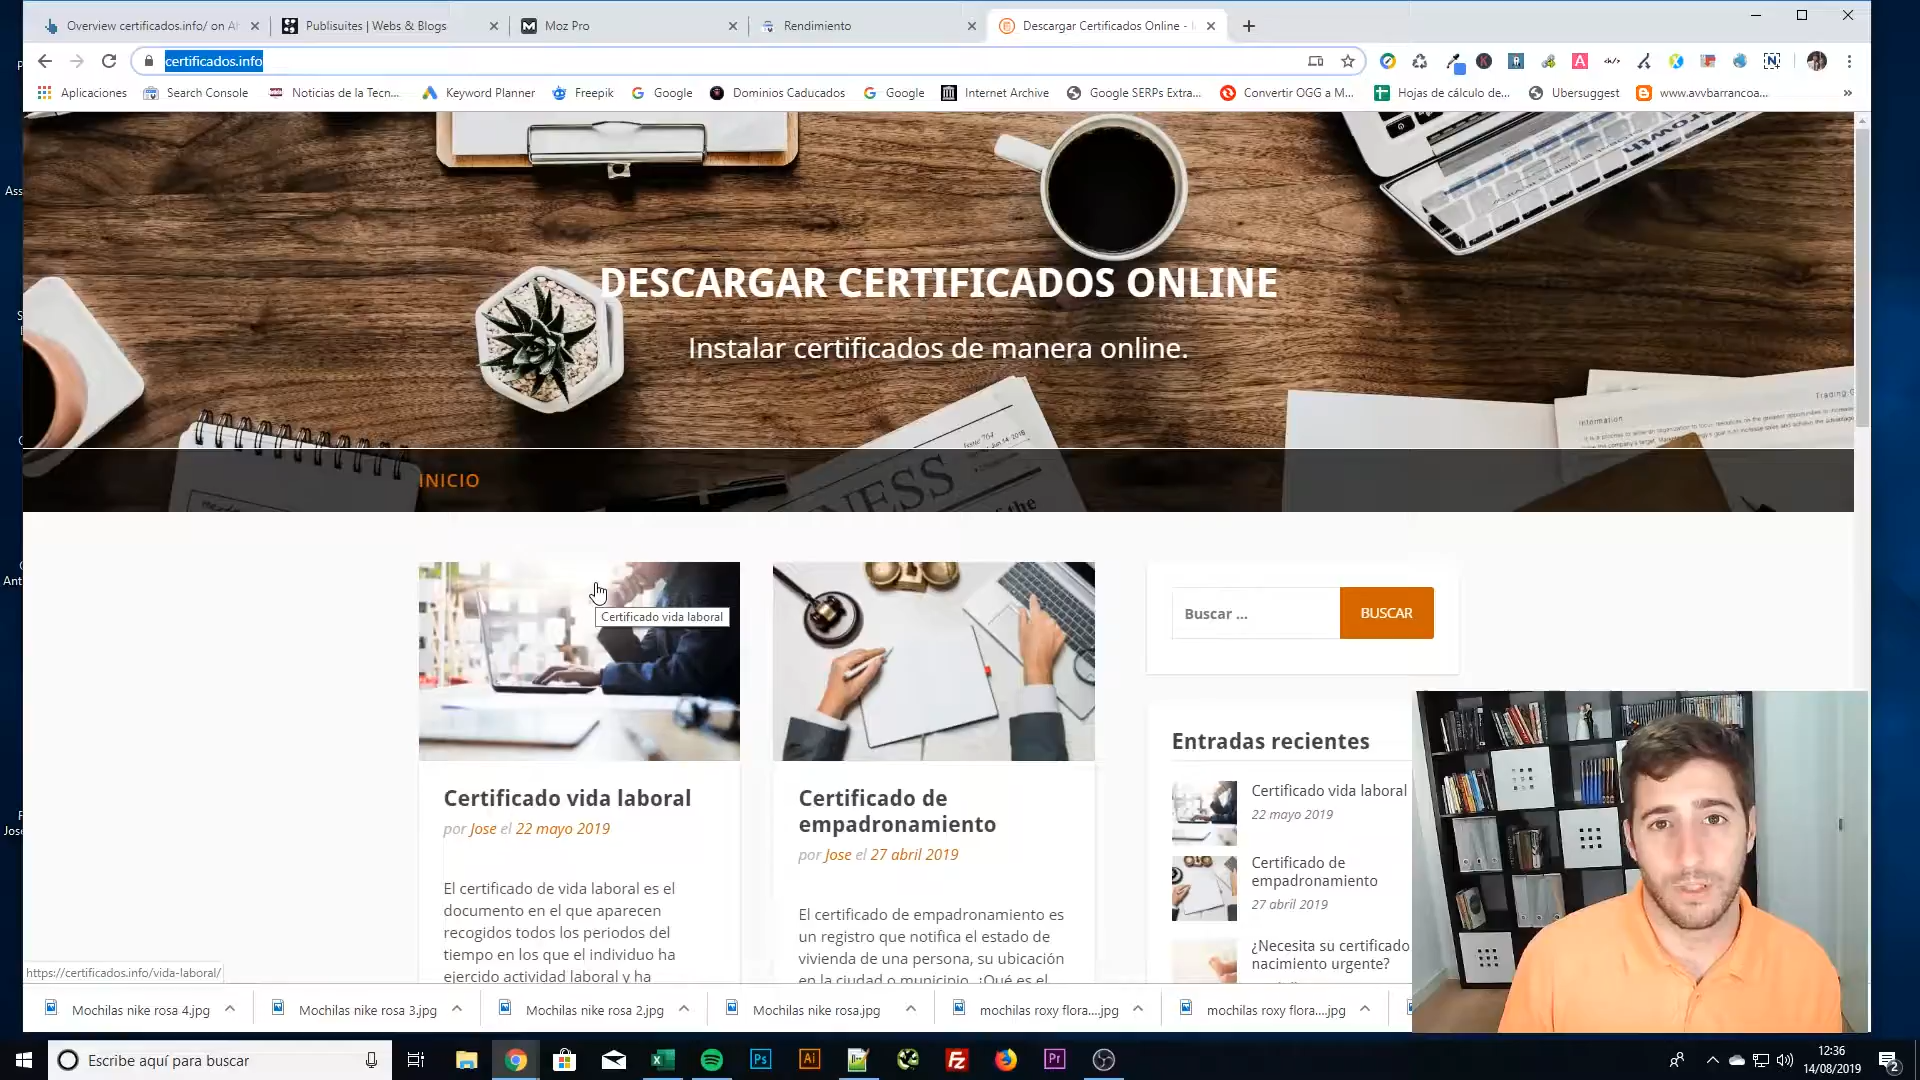 Overview certificados.info/ on A
Publisuites | Webs & Blogs
Moz Pro
Rendimiento
Descargar Certificados Online -
certificados.info
Aplicaciones
Search Console
Noticias de la Tecn...
Keyword Planner
Freepik
Google
Dominios Caducados
Google
Internet Archive
Google SERPs Extra...
Convertir OGG a M...
Hojas de cálculo de...
Ubersuggest
www.avvbarrancoa...
DESCARGAR CERTIFICADOS ONLINE
Instalar certificados de manera online.
INICIO
Certificado vida laboral
Certificado vida laboral
por Jose el 22 mayo 2019
El certificado de vida laboral es el
documento en el que aparecen
recogidos todos los periodos del
tiempo en los que el individuo ha
ejercido actividad laboral y ha
Certificado de
empadronamiento
por Jose el 27 abril 2019
El certificado de empadronamiento es
un registro que notifica el estado de
vivienda de una persona, su ubicación
en la ciudad o municipio. ¿Qué es el
Buscar ...
BUSCAR
Entradas recientes
Certificado vida laboral
22 mayo 2019
Certificado de
empadronamiento
27 abril 2019
¿Necesita su certificado
nacimiento urgente?
https://certificados.info/vida-laboral/
Mochilas nike rosa 4.jpg
Mochilas nike rosa 3.jpg
Mochilas nike rosa 2.jpg
Mochilas nike rosa.jpg
mochilas roxy flora....jpg
mochilas roxy flora....jpg
Escribe aquí para buscar
12:36
14/08/2019
2